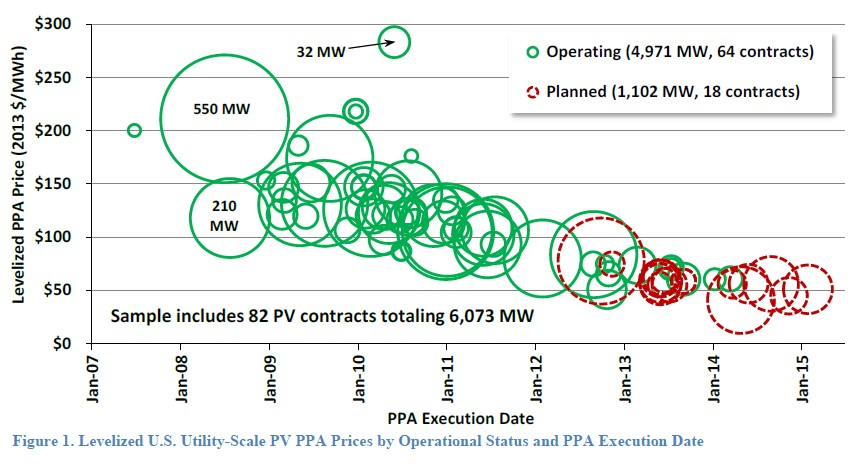 Levelized PPA Price (2013 $/MWh)
$300
$250
$200
$150
$100
$50
$0
32 MW
550 MW
210
MW
Operating (4,971 MW, 64 contracts)
Planned (1,102 MW, 18 contracts)
Sample includes 82 PV contracts totaling 6,073 MW
Jan-07
Jan-08
Jan-09
Jan-10
Jan-11
Jan-12
Jan-13
Jan-14
Jan-15
PPA Execution Date
Figure 1. Levelized U.S. Utility-Scale PV PPA Prices by Operational Status and PPA Execution Date